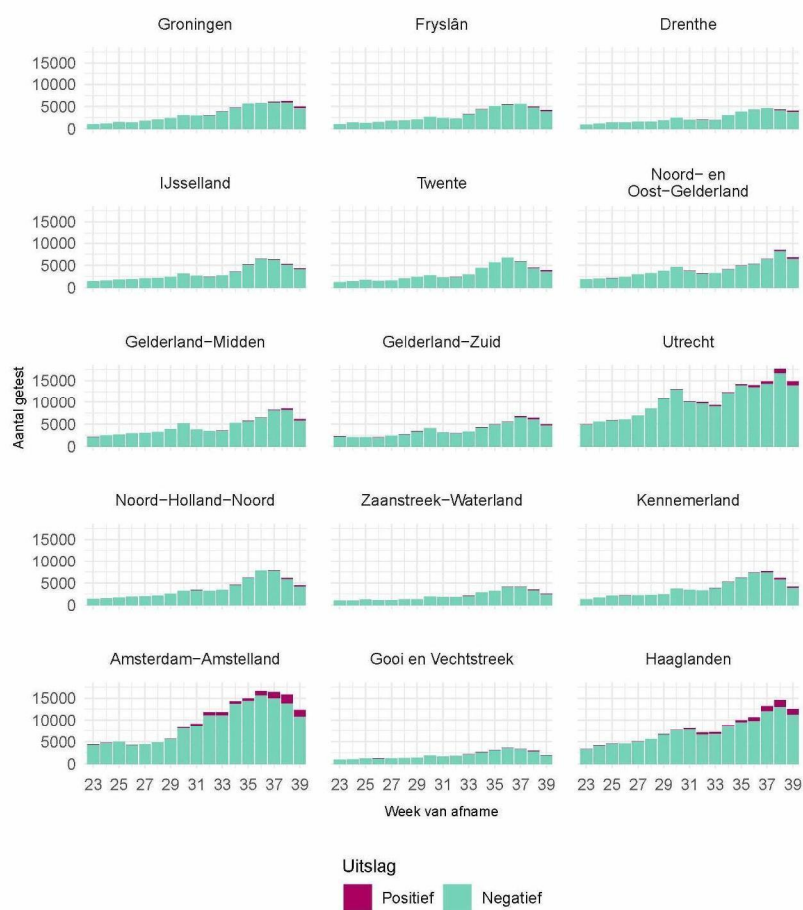 Groningen
Fryslân
Drenthe
15000
10000
5000
0
IJsselland
Twente
Noord− en
Oost−Gelderland
15000
10000
5000
0
Gelderland−Midden
Gelderland−Zuid
Utrecht
15000
10000
5000
0
Aantal getest
Noord−Holland−Noord
Zaanstreek−Waterland
Kennemerland
15000
10000
5000
0
Amsterdam−Amstelland
Gooi en Vechtstreek
Haaglanden
15000
10000
5000
0
23 25 27 29 31 33 35 37 39
23 25 27 29 31 33 35 37 39
23 25 27 29 31 33 35 37 39
Week van afname
Uitslag
Positief
Negatief